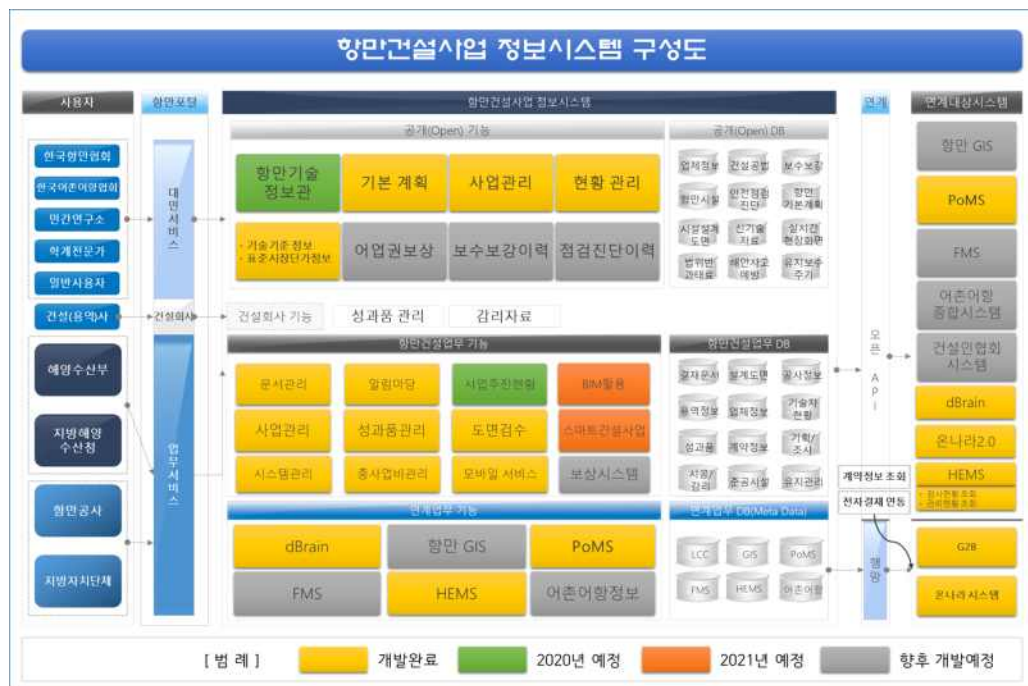 항만건설사업 정보시스템 구성도
사용자
항만포탈
항만건설사업 정보시스템
연계
연계대상시스템
한국항만협회
한국어촌어항협회
민간연구소
학계전문가
일반사용자
건설(용역)사
해양수산부
지방해양
수산청
항만공사
지방자치단체
대민서비스
건설회사
업무서비스
공개(Open) 기능
항만기술
정보관
기본 계획
사업관리
현황 관리
• 기술기준 정보
• 표준시장단가정보
어업권보상
보수보강이력
점검진단이력
건설회사 기능
성과품 관리
감리자료
항만건설업무 기능
문서관리
알림마당
사업추진현황
BIM활용
사업관리
성과품관리
도면검수
스마트건설사업
시스템관리
총사업비관리
모바일 서비스
보상시스템
연계업무 기능
dBrain
항만 GIS
PoMS
FMS
HEMS
어촌어항정보
공개(Open) DB
업체정보
건설공법
보수보강
항만시설
안전점검
진단
항만
기본계획
시설설계
도면
신기술
자료
실시간
현장화면
법위반
과태료
해안사고
예방
유지보수
주기
항만건설업무 DB
결재문서
설계도면
공사정보
용역정보
업체정보
기술자
현황
성과품
계약정보
기획/
조사
시공/
감리
준공시설
유지관리
연계업무 DB(Meta Data)
LCC
GIS
PoMS
FMS
HEMS
어촌어항
오픈 API
행망
항만 GIS
PoMS
FMS
어촌어항
종합시스템
건설인협회
시스템
dBrain
온나라2.0
HEMS
계약정보 조회
전자결재 연동
G2B
온나라 시스템
[ 범 례 ]
개발완료
2020년 예정
2021년 예정
향후 개발예정